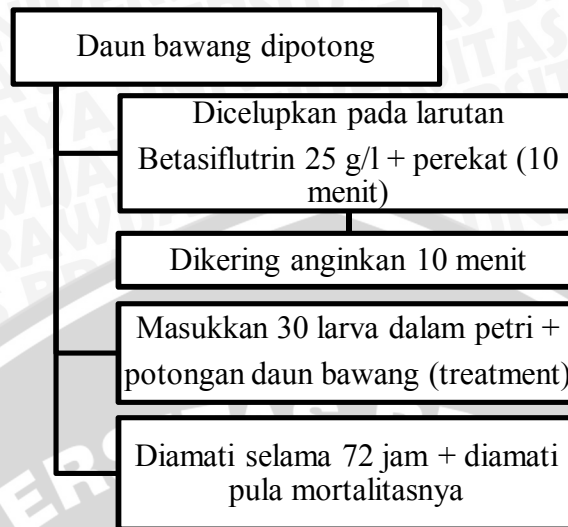 Daun bawang dipotong
Dicelupkan pada larutan
Betasiflutrin 25 g/l + perekat (10
menit)
Dikering anginkan 10 menit
Masukkan 30 larva dalam petri +
potongan daun bawang (treatment)
Diamati selama 72 jam + diamati
pula mortalitasnya